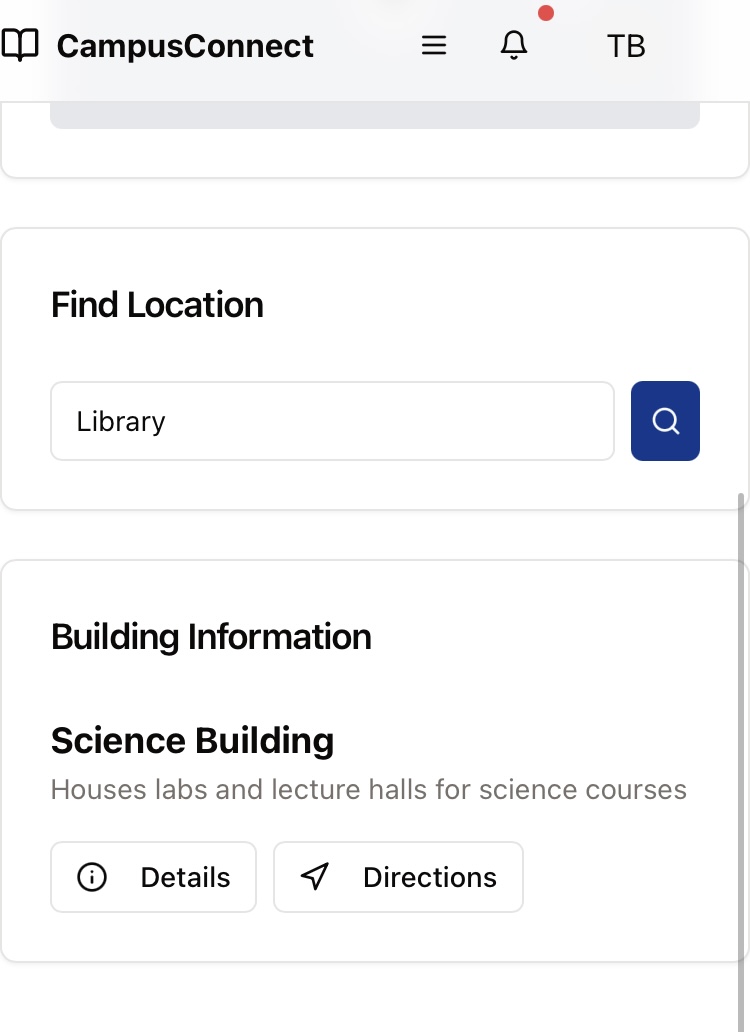 CampusConnect
TB
Find Location
Library
Building Information
Science Building
Houses labs and lecture halls for science courses
Details
Directions